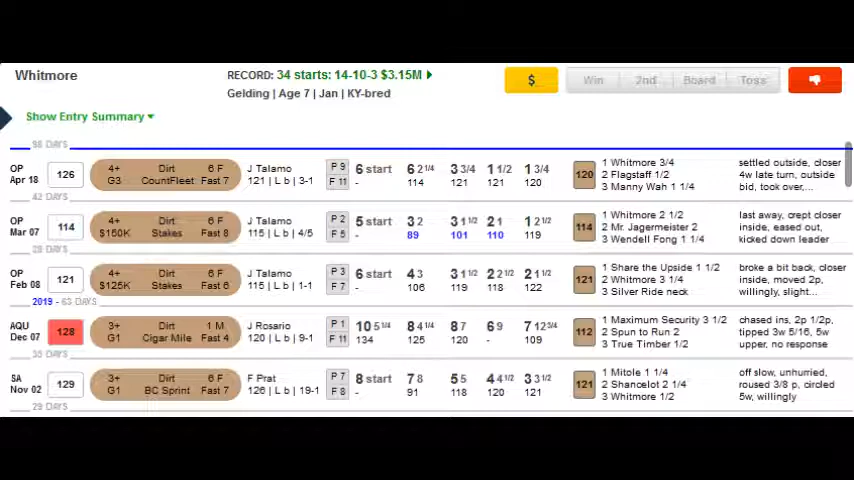 Whitmore
RECORD: 34 starts: 14-10-3 $3.15M
Gelding | Age 7 | Jan | KY-bred
$ Win 2nd Board Toss
Show Entry Summary
98 DAYS
OP Apr 18 126 4+ G3 Dirt CountFleet 6 F Fast 7 J Talamo 121 | L b | 3-1 P 9 F 11 6 start - 6 2 1/4 114 3 3/4 121 1 1/2 121 1 3/4 120 120 1 Whitmore 3/4 2 Flagstaff 1/2 3 Manny Wah 1 1/4 settled outside, closer 4w late turn, outside bid, took over,...
42 DAYS
OP Mar 07 114 4+ $150K Dirt Stakes 6 F Fast 8 J Talamo 115 | L b | 4/5 P 2 F 5 5 start - 3 2 89 3 1 1/2 101 2 1 110 1 2 1/2 119 114 1 Whitmore 2 1/2 2 Mr. Jagermeister 2 3 Wendell Fong 1 1/4 last away, crept closer inside, eased out, kicked down leader
28 DAYS
OP Feb 08 121 4+ $125K Dirt Stakes 6 F Fast 6 J Talamo 115 | L b | 1-1 P 3 F 7 6 start - 4 3 106 3 1 1/2 119 2 2 1/2 118 2 1 1/2 122 121 1 Share the Upside 1 1/2 2 Whitmore 3 1/4 3 Silver Ride neck broke a bit back, closer inside, moved 2p, willingly, slight...
2019 - 63 DAYS
AQU Dec 07 128 3+ G1 Dirt Cigar Mile 1 M Fast 4 J Rosario 120 | L b | 9-1 P 1 F 11 10 5 1/4 134 8 4 1/4 125 8 7 120 6 9 - 7 12 3/4 109 112 1 Maximum Security 3 1/2 2 Spun to Run 2 3 True Timber 1/2 chased ins, 2p 1/2p, tipped 3w 5/16, 5w upper, no response
35 DAYS
SA Nov 02 129 3+ G1 Dirt BC Sprint 6 F Fast 7 F Prat 126 | L b | 19-1 P 7 F 8 8 start - 7 8 91 5 5 118 4 4 1/2 120 3 3 1/2 121 121 1 Mitole 1 1/4 2 Shancelot 2 1/4 3 Whitmore 1/2 off slow, unhurried, roused 3/8 p, circled 5w, willingly
29 DAYS